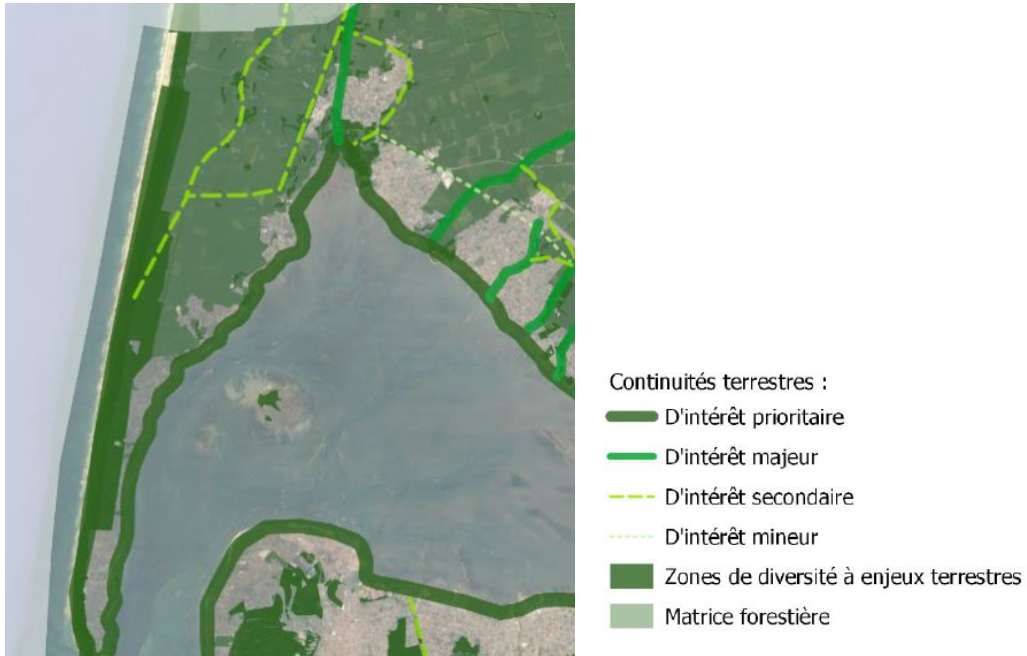 Continuités terrestres :
D'intérêt prioritaire
D'intérêt majeur
D'intérêt secondaire
D'intérêt mineur
Zones de diversité à enjeux terrestres
Matrice forestière